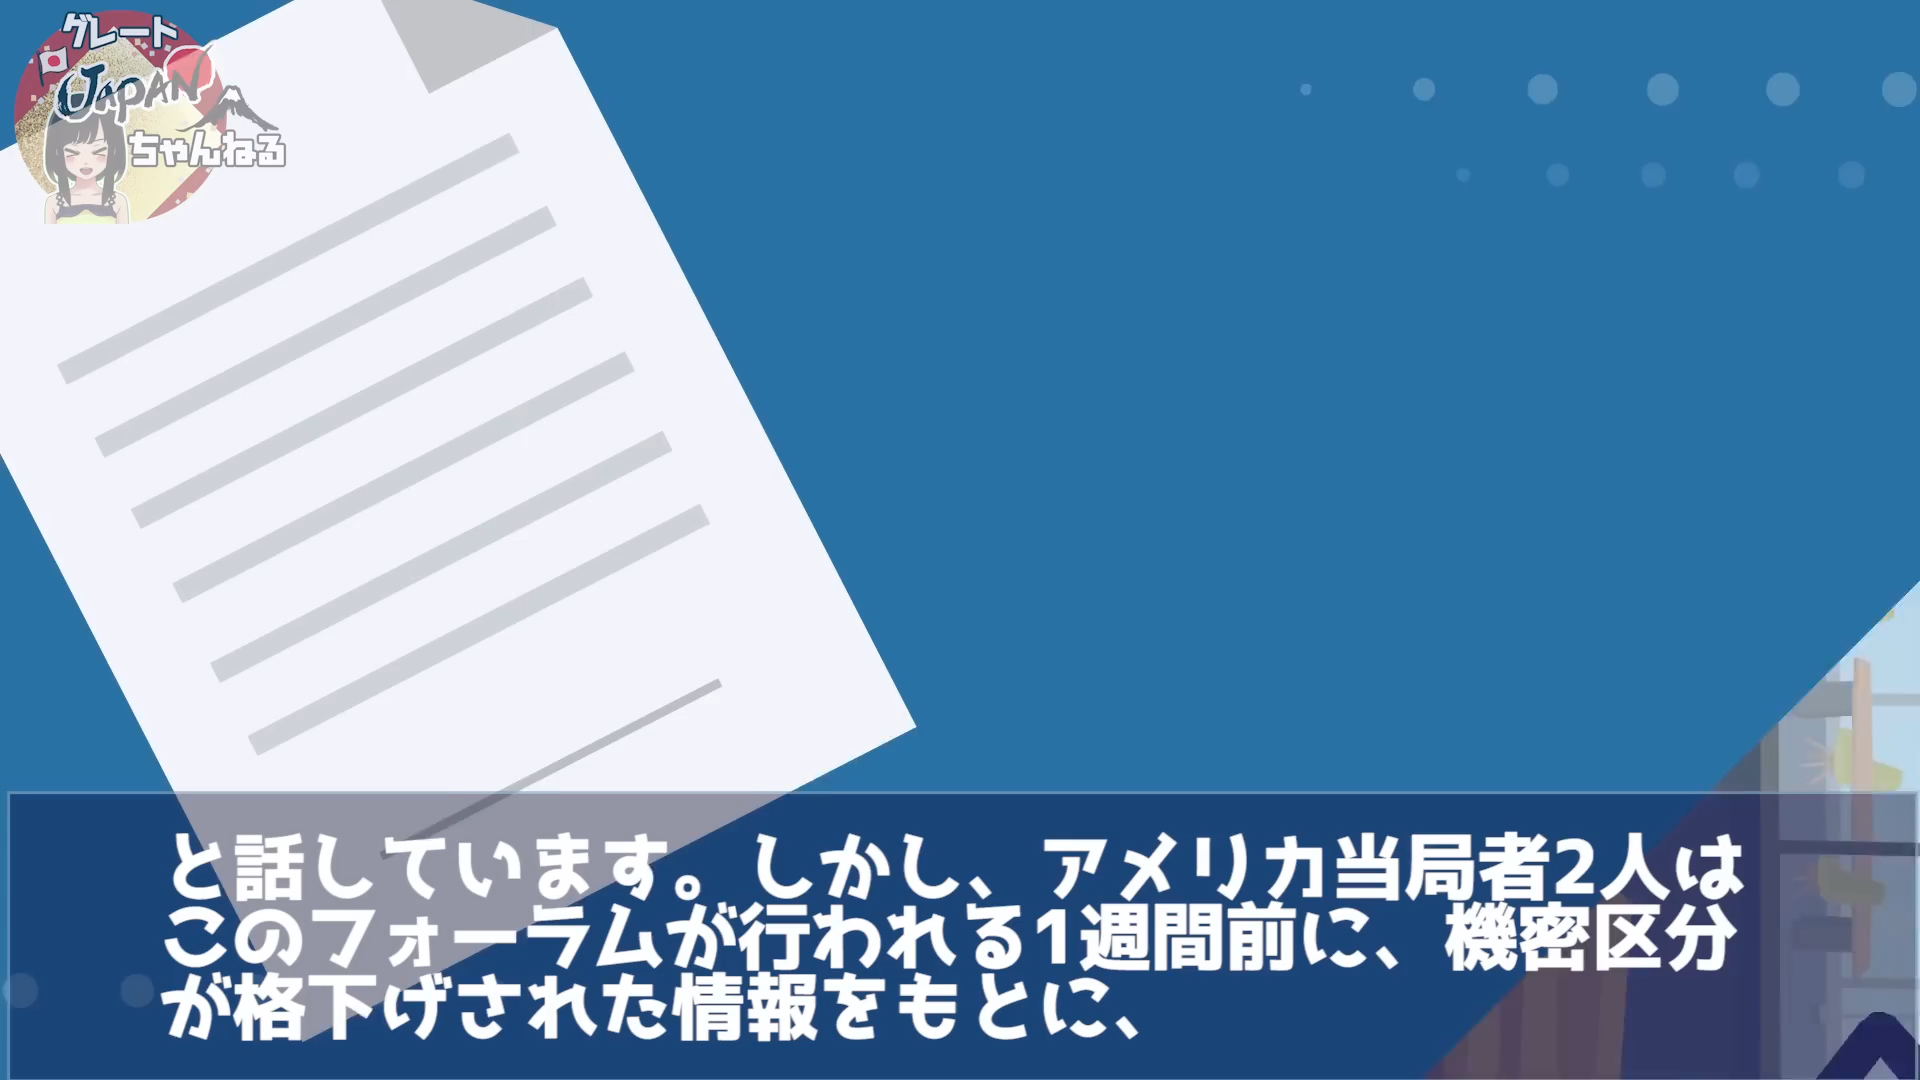 グレート
JAPAN
ちゃんねる
と話しています。しかし、アメリカ当局者2人は
このフォーラムが行われる1週間前に、機密区分
が格下げされた情報をもとに、